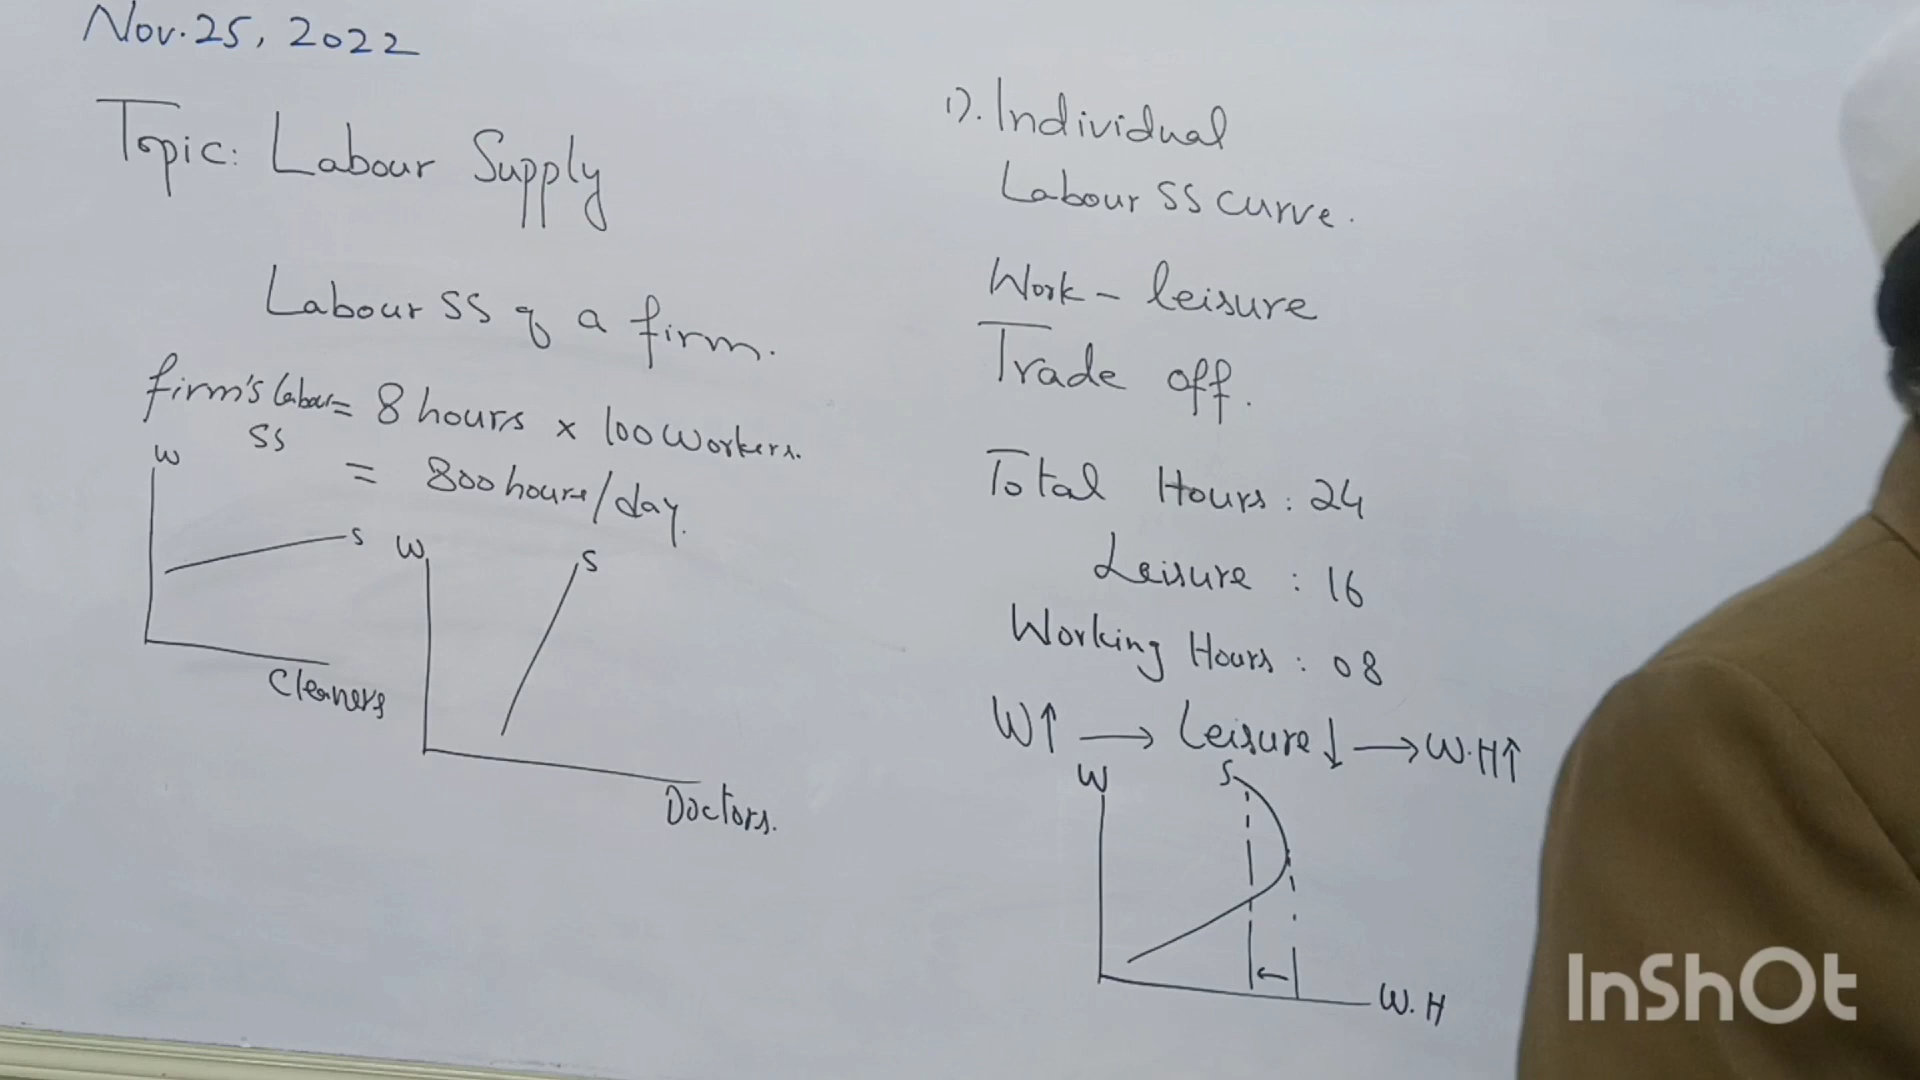 Nov. 25, 2022
Topic: Labour Supply
Labour SS of a firm.
firm's Labour = 8 hours x 100 workers.
SS
= 800 hours/day.
W
S
Cleaners
W
S
Doctors.
1). Individual
Labour SS curve.
Work - leisure
Trade off.
Total Hours : 24
Leisure : 16
Working Hours : 08
W↑ → Leisure ↓ → W.H↑
W
S
W.H
InShOt